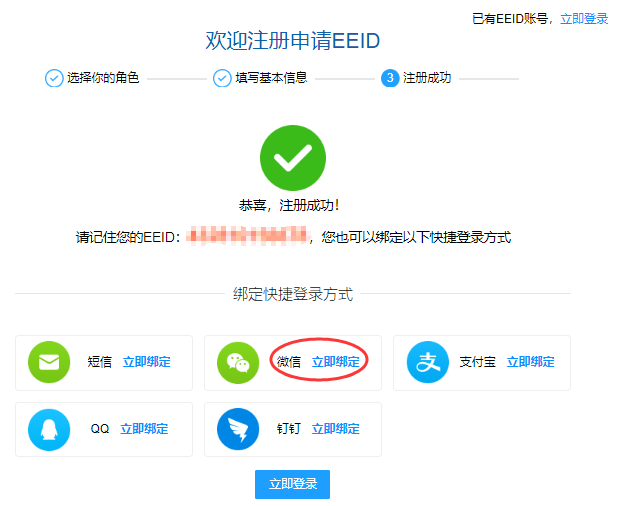 已有EEID账号，立即登录
欢迎注册申请EEID
选择你的角色 填写基本信息 3 注册成功
恭喜，注册成功！
请记住您的EEID： ，您也可以绑定以下快捷登录方式
绑定快捷登录方式
短信 立即绑定 微信 立即绑定 支 支付宝 立即绑定
QQ 立即绑定 钉钉 立即绑定
立即登录